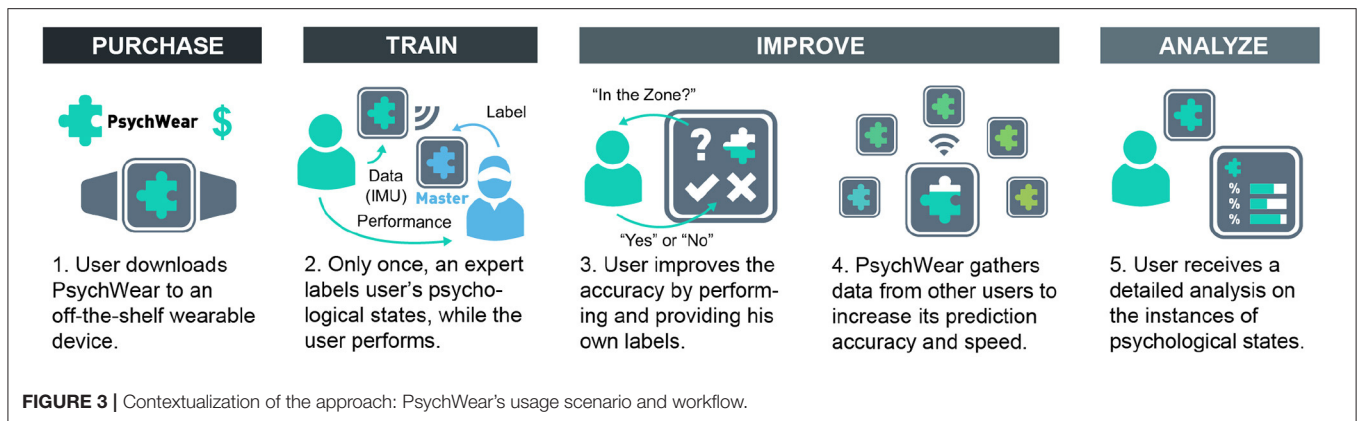 PURCHASE
TRAIN
IMPROVE
ANALYZE
PsychWear $
Label
Data
(IMU)
Master
Performance
“In the Zone?”
?
“Yes” or “No”
%
%
%
1. User downloads
PsychWear to an
off-the-shelf wearable
device.
2. Only once, an expert
labels user’s psycho-
logical states, while the
user performs.
3. User improves the
accuracy by perform-
ing and providing his
own labels.
4. PsychWear gathers
data from other users to
increase its prediction
accuracy and speed.
5. User receives a
detailed analysis on
the instances of
psychological states.
FIGURE 3 | Contextualization of the approach: PsychWear’s usage scenario and workflow.